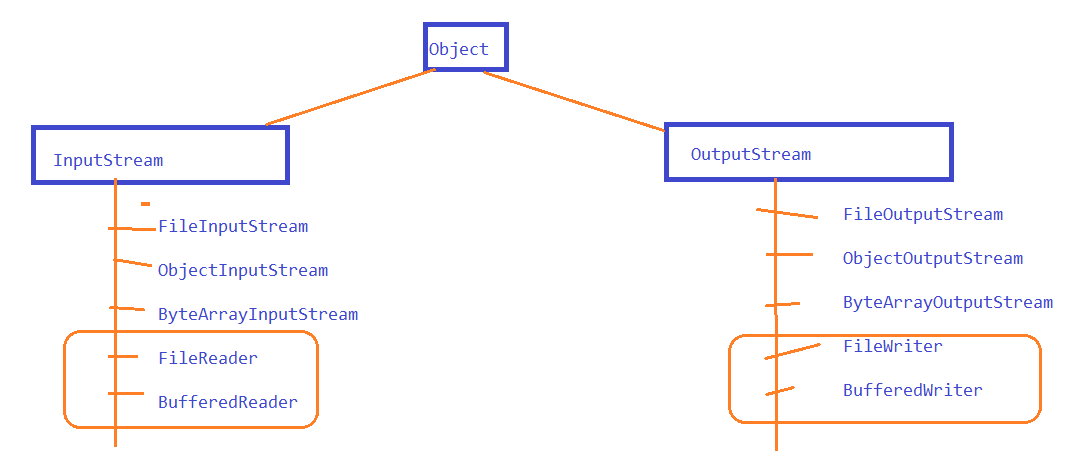 Object
InputStream
FileInputStream
ObjectInputStream
ByteArrayInputStream
FileReader
BufferedReader
OutputStream
FileOutputStream
ObjectOutputStream
ByteArrayOutputStream
FileWriter
BufferedWriter